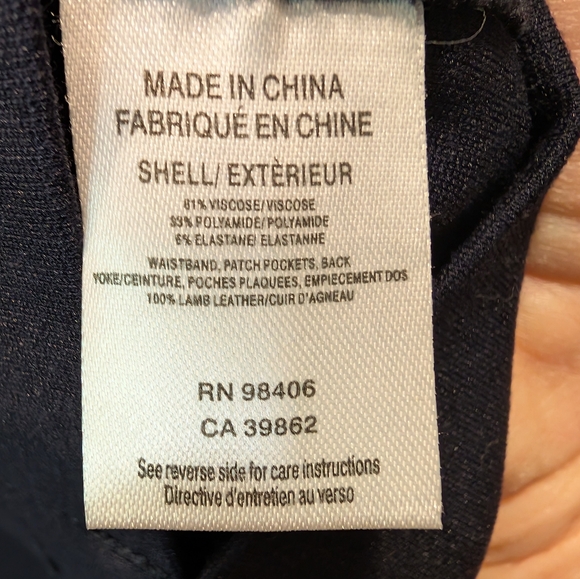 MADE IN CHINA
FABRIQUÉ EN CHINE
SHELL/ EXTÈRIEUR
61% VISCOSE/VISCOSE
33% POLYAMIDE/POLYAMIDE
6% ELASTANE/ ELASTANNE
WAISTBAND, PATCH POCKETS, BACK
YOKE/CEINTURE, POCHES PLAQUEES, EMPIECEMENT DOS
100% LAMB LEATHER/CUIR D'AGNEAU
RN 98406
CA 39862
See reverse side for care instructions
Directive d'entretien au verso